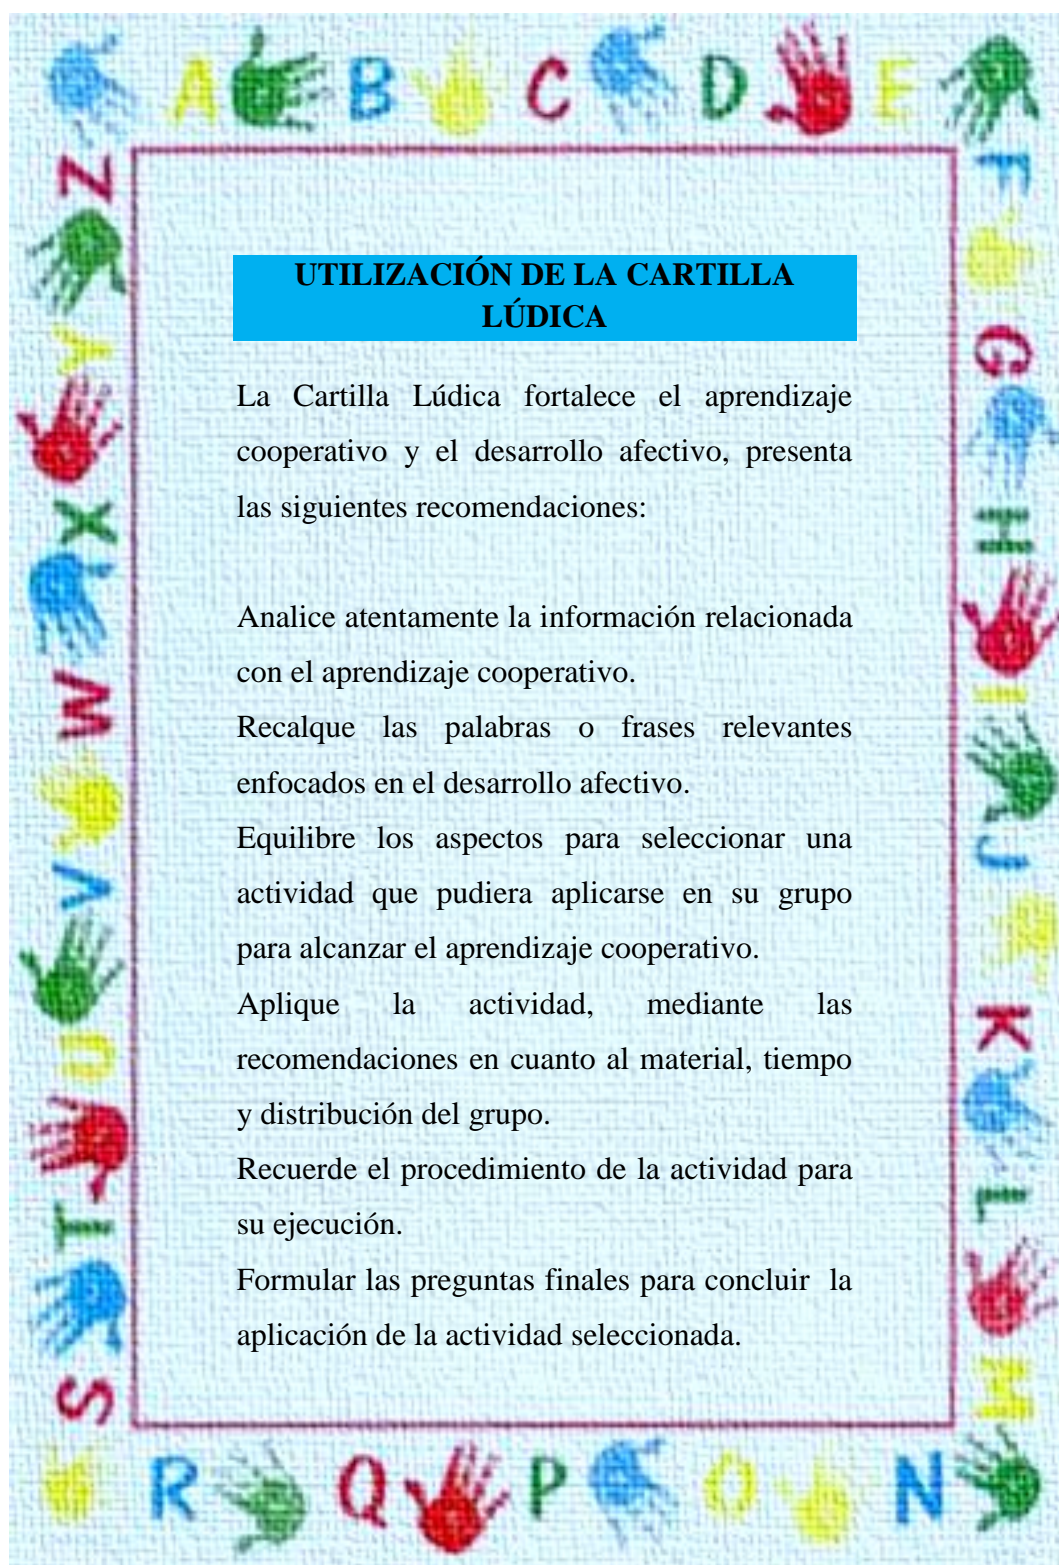 A B C D E
F
G
H
I
J
K
L
M
N
O
P
Q
R
S
T
U
V
W
X
Y
Z
UTILIZACIÓN DE LA CARTILLA
LÚDICA
La Cartilla Lúdica fortalece el aprendizaje
cooperativo y el desarrollo afectivo, presenta
las siguientes recomendaciones:
Analice atentamente la información relacionada
con el aprendizaje cooperativo.
Recalque las palabras o frases relevantes
enfocados en el desarrollo afectivo.
Equilibre los aspectos para seleccionar una
actividad que pudiera aplicarse en su grupo
para alcanzar el aprendizaje cooperativo.
Aplique la actividad, mediante las
recomendaciones en cuanto al material, tiempo
y distribución del grupo.
Recuerde el procedimiento de la actividad para
su ejecución.
Formular las preguntas finales para concluir la
aplicación de la actividad seleccionada.